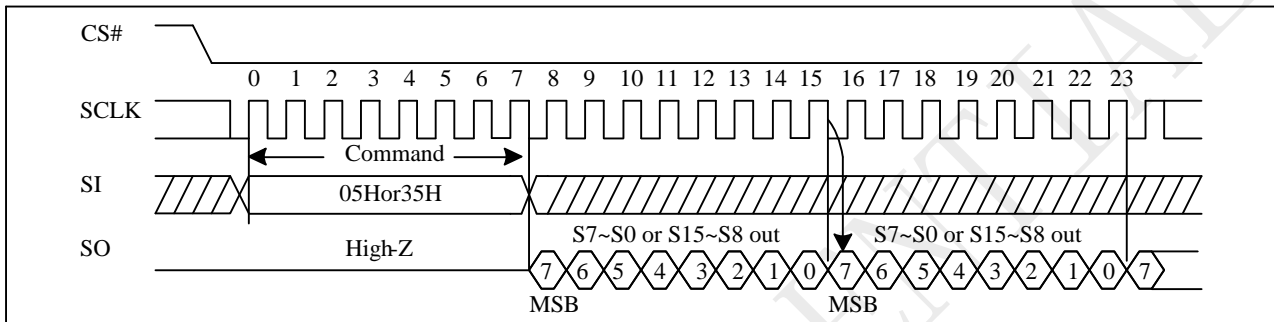 CS#
0 1 2 3 4 5 6 7 8 9 10 11 12 13 14 15 16 17 18 19 20 21 22 23
SCLK
Command
SI
05Hor35H
S7~S0 or S15~S8 out S7~S0 or S15~S8 out
SO
High-Z
7 6 5 4 3 2 1 0 7 6 5 4 3 2 1 0 7
MSB MSB